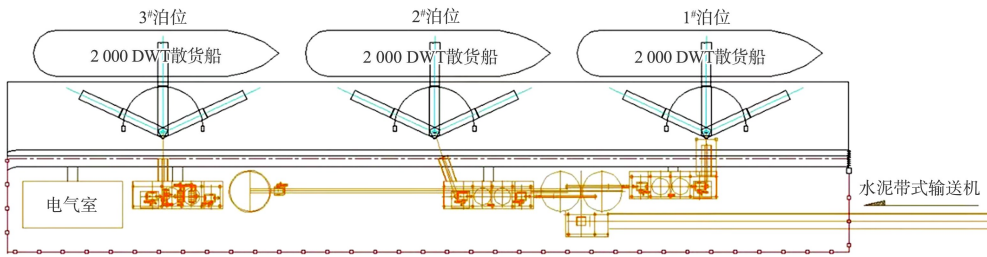 3#泊位
2#泊位
1#泊位
2 000 DWT散货船
2 000 DWT散货船
2 000 DWT散货船
电气室
水泥带式输送机